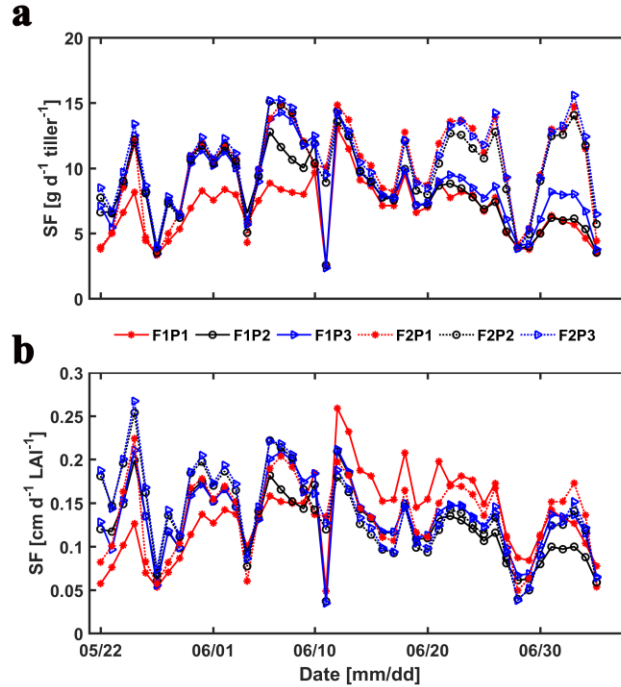 a
20
15
10
5
0
SF [g d⁻¹ tiller⁻¹]
F1P1 F1P2 F1P3 F2P1 F2P2 F2P3
b
0.3
0.25
0.2
0.15
0.1
0.05
0
SF [cm d⁻¹ LAI⁻¹]
05/22 06/01 06/10 06/20 06/30
Date [mm/dd]